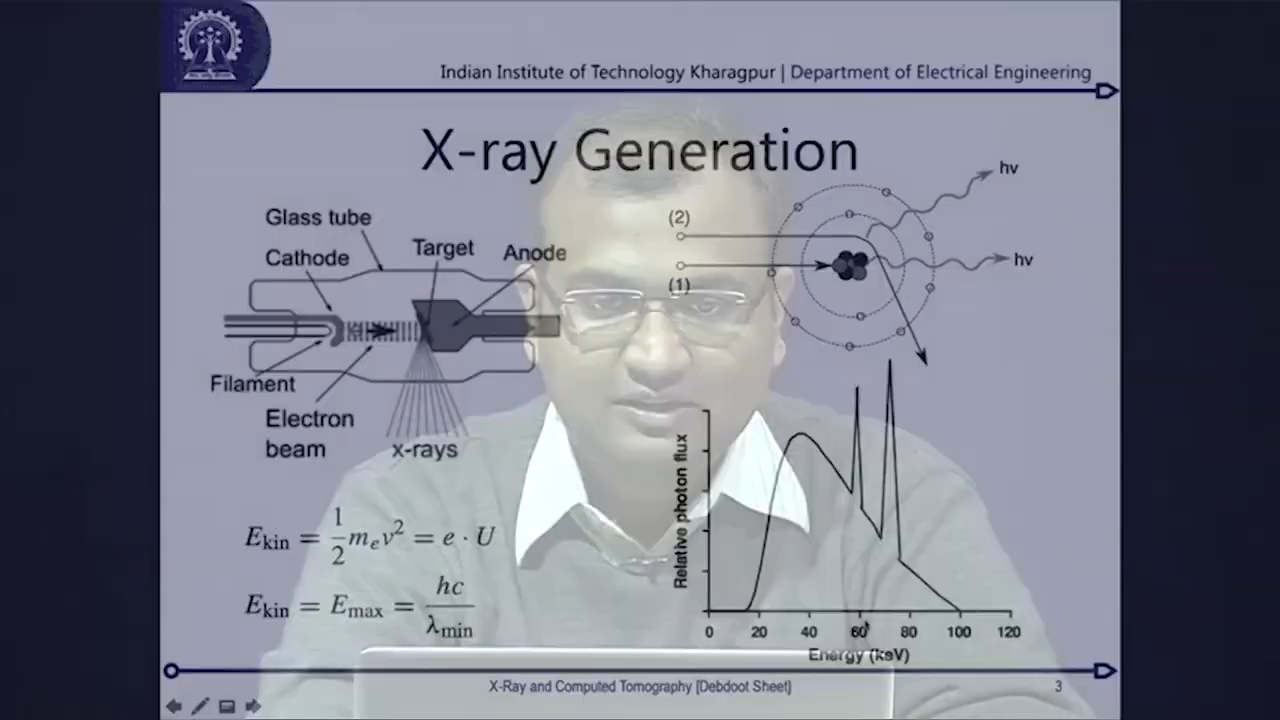 Indian Institute of Technology Kharagpur | Department of Electrical Engineering
X-ray Generation
Glass tube
Cathode
Target
Anode
Filament
Electron
beam
x-rays
(2)
(1)
hν
hν
E_kin = 1/2 m_e v^2 = e · U
E_kin = E_max = hc/λ_min
Relative photon flux
0 20 40 60 80 100 120
Energy (keV)
X-Ray and Computed Tomography [Debdoot Sheet]
3